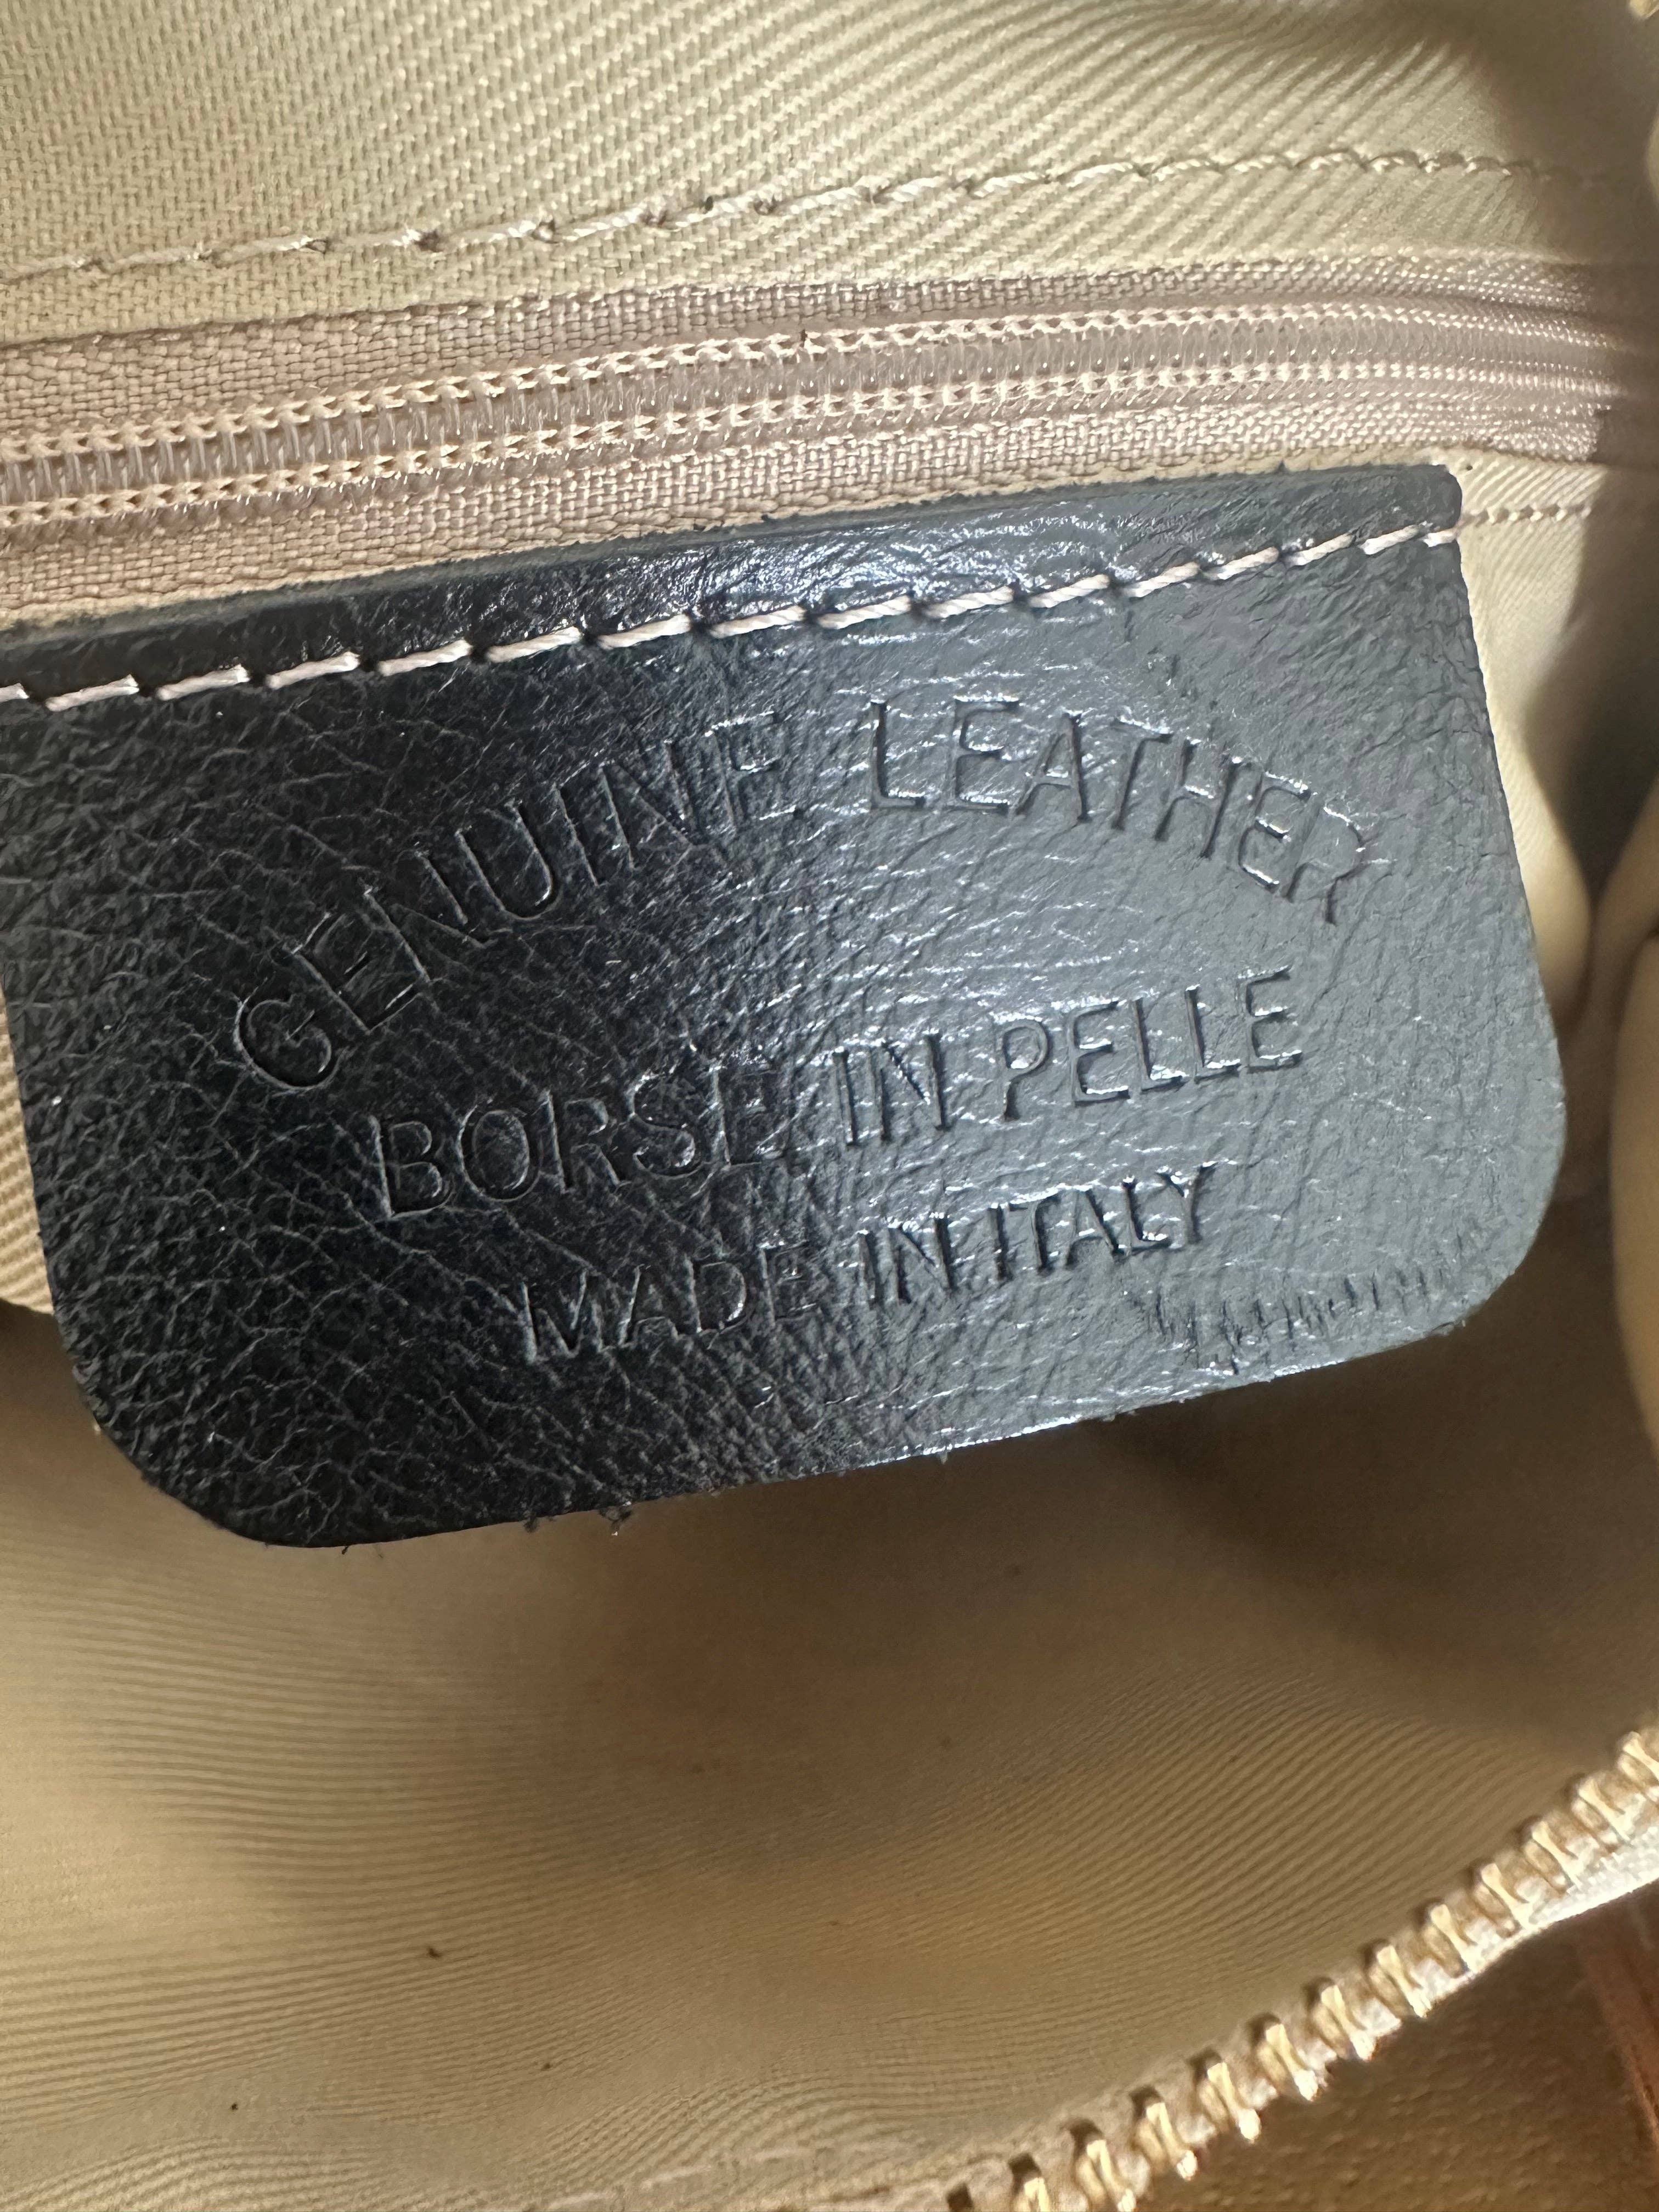 GENUINE LEATHER
BORSE IN PELLE
MADE IN ITALY